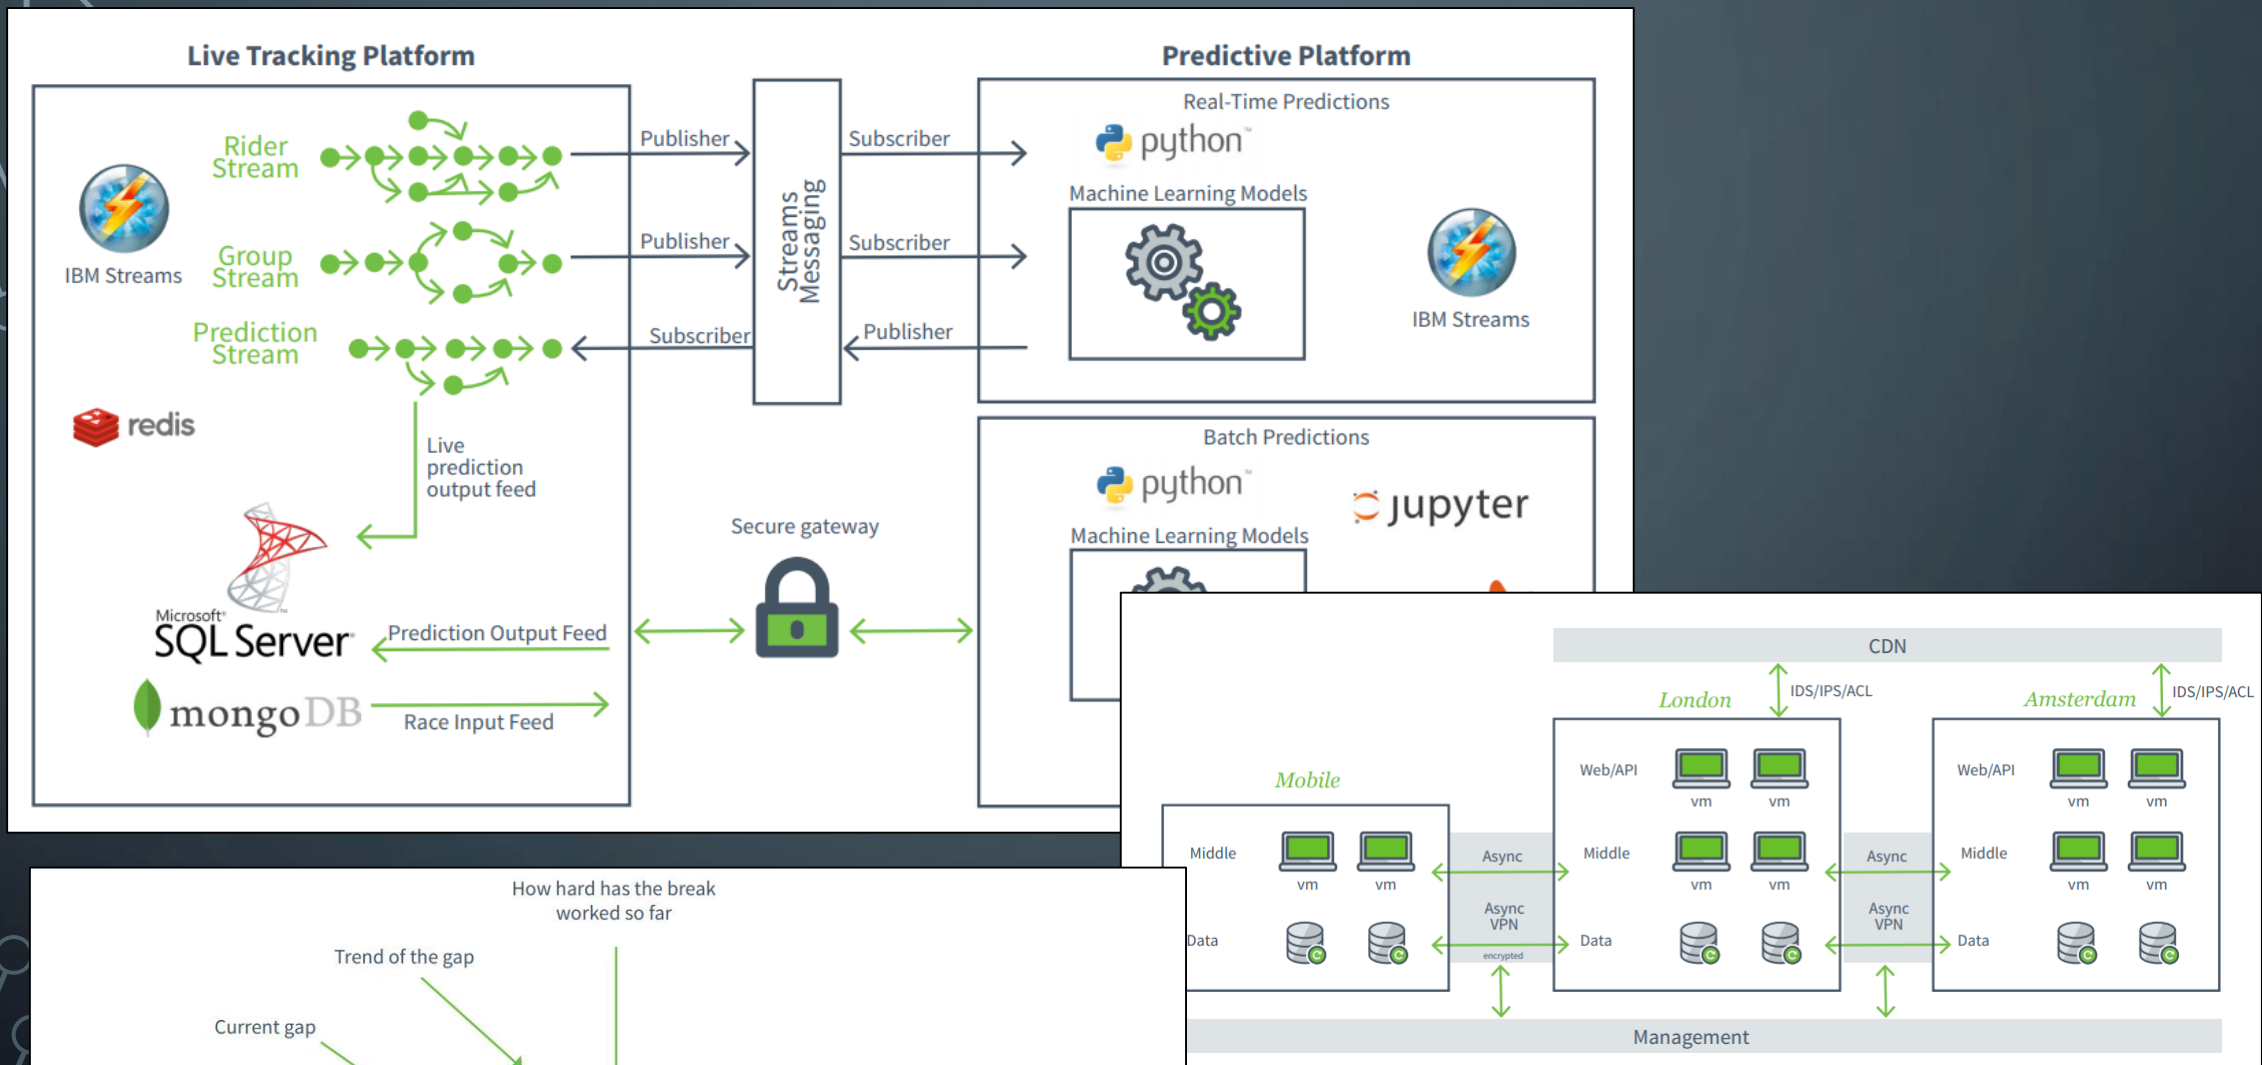 Live Tracking Platform
Predictive Platform
Rider
Stream
IBM Streams
Group
Stream
Prediction
Stream
redis
Live
prediction
output feed
Microsoft®
SQL Server
Prediction Output Feed
mongoDB
Race Input Feed
Publisher
Publisher
Subscriber
Streams
Messaging
Subscriber
Subscriber
Publisher
Secure gateway
Real-Time Predictions
python™
Machine Learning Models
IBM Streams
Batch Predictions
python™
jupyter
Machine Learning Models
CDN
London
IDS/IPS/ACL
Amsterdam
IDS/IPS/ACL
Mobile
Middle
vm
vm
Data
Async
Async
VPN
encrypted
Web/API
vm
vm
Middle
vm
vm
Data
Async
Async
VPN
Web/API
vm
vm
Middle
vm
vm
Data
Management
How hard has the break
worked so far
Trend of the gap
Current gap